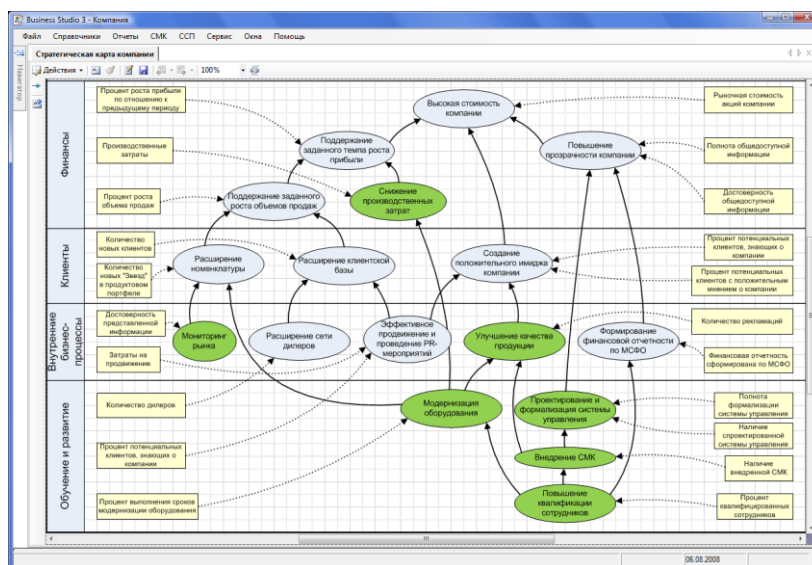 Business Studio 3 - Компания
Файл Справочники Отчеты СМК ССП Сервис Окна Помощь
Навигатор
Стратегическая карта компании
Действия
100%
Финансы
Процент роста прибыли
по отношению к
предыдущему периоду
Высокая стоимость
компании
Рыночная стоимость
акций компании
Производственные
затраты
Поддержание
заданного темпа роста
прибыли
Повышение
прозрачности компании
Полнота общедоступной
информации
Процент роста
объема продаж
Поддержание заданного
роста объемов продаж
Снижение
производственных
затрат
Достоверность
общедоступной
информации
Клиенты
Количество
новых клиентов
Количество
новых "Звезд"
в продуктовом
портфеле
Расширение
номенклатуры
Расширение клиентской
базы
Создание
положительного имиджа
компании
Процент потенциальных
клиентов, знающих о
компании
Процент потенциальных
клиентов с положительным
мнением о компании
Внутренние
бизнес-
процессы
Достоверность
представленной информации
Затраты на
продвижение
Мониторинг
рынка
Расширение сети
дилеров
Эффективное
продвижение и
проведение PR-
мероприятий
Улучшение качества
продукции
Формирование
финансовой отчетности
по МСФО
Количество рекламаций
Финансовая отчетность
сформирована по МСФО
Обучение и развитие
Количество дилеров
Процент потенциальных
клиентов, знающих о
компании
Процент выполнения сроков
модернизации оборудования
Модернизация
оборудования
Проектирование и
формализация системы
управления
Внедрение СМК
Повышение
квалификации
сотрудников
Полнота
формализации
системы управления
Наличие
спроектированной
системы управления
Наличие
внедренной СМК
Процент
квалифицированных
сотрудников
06.08.2008